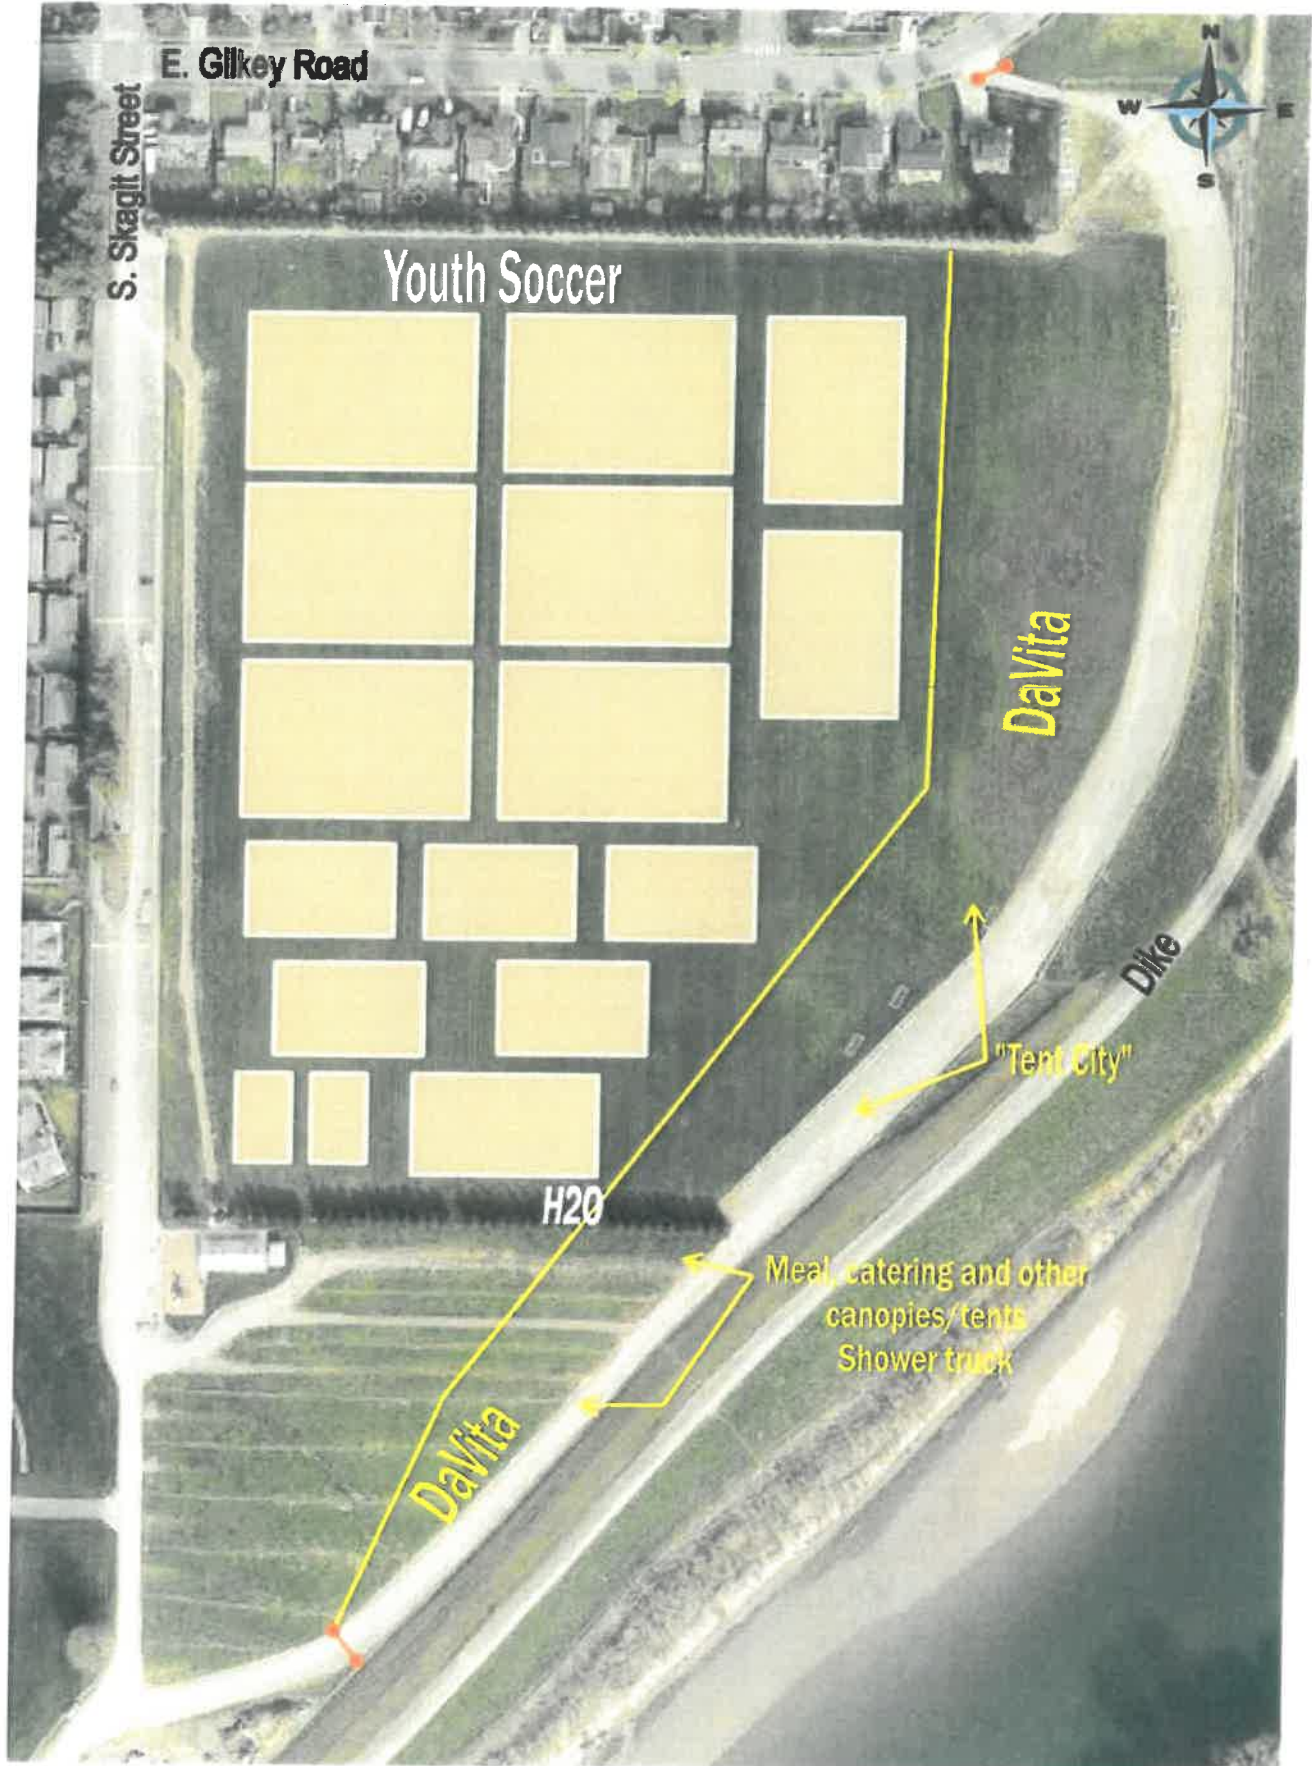 E. Gilkey Road
S. Skagit Street
N
W
E
S
Youth Soccer
DaVita
Dike
"Tent City"
H20
Meal, catering and other
canopies/tents
Shower truck
DaVita